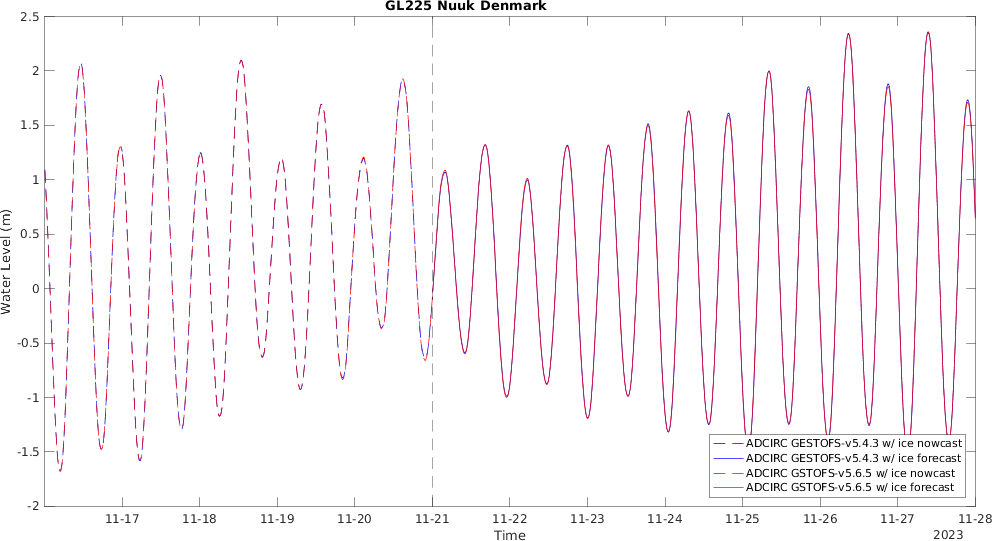 GL225 Nuuk Denmark
2.5
2
1.5
1
0.5
0
-0.5
-1
-1.5
-2
Water Level (m)
ADCIRC GESTOFS-v5.4.3 w/ ice nowcast
ADCIRC GESTOFS-v5.4.3 w/ ice forecast
ADCIRC GSTOFS-v5.6.5 w/ ice nowcast
ADCIRC GSTOFS-v5.6.5 w/ ice forecast
11-17 11-18 11-19 11-20 11-21 11-22 11-23 11-24 11-25 11-26 11-27 11-28
Time
2023